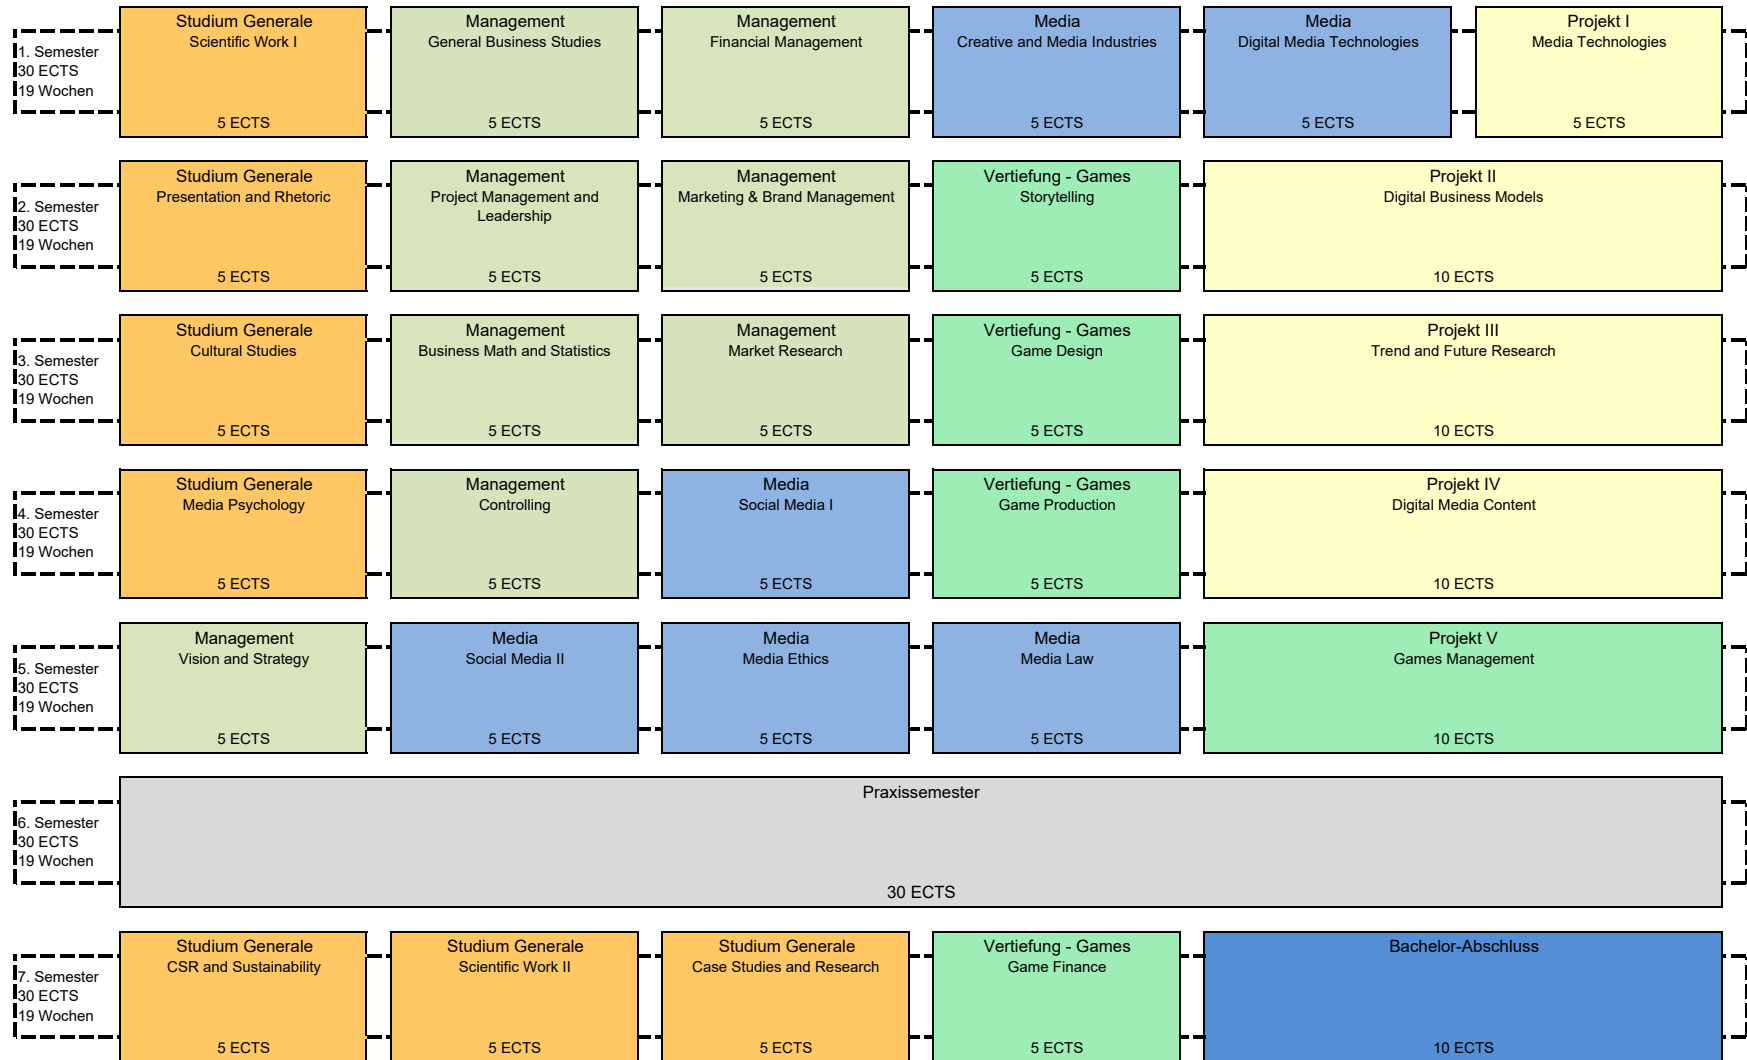 1. Semester
30 ECTS
19 Wochen
Studium Generale
Scientific Work I
5 ECTS
Management
General Business Studies
5 ECTS
Management
Financial Management
5 ECTS
Media
Creative and Media Industries
5 ECTS
Media
Digital Media Technologies
5 ECTS
Projekt I
Media Technologies
5 ECTS
2. Semester
30 ECTS
19 Wochen
Studium Generale
Presentation and Rhetoric
5 ECTS
Management
Project Management and
Leadership
5 ECTS
Management
Marketing & Brand Management
5 ECTS
Vertiefung - Games
Storytelling
5 ECTS
Projekt II
Digital Business Models
10 ECTS
3. Semester
30 ECTS
19 Wochen
Studium Generale
Cultural Studies
5 ECTS
Management
Business Math and Statistics
5 ECTS
Management
Market Research
5 ECTS
Vertiefung - Games
Game Design
5 ECTS
Projekt III
Trend and Future Research
10 ECTS
4. Semester
30 ECTS
19 Wochen
Studium Generale
Media Psychology
5 ECTS
Management
Controlling
5 ECTS
Media
Social Media I
5 ECTS
Vertiefung - Games
Game Production
5 ECTS
Projekt IV
Digital Media Content
10 ECTS
5. Semester
30 ECTS
19 Wochen
Management
Vision and Strategy
5 ECTS
Media
Social Media II
5 ECTS
Media
Media Ethics
5 ECTS
Media
Media Law
5 ECTS
Projekt V
Games Management
10 ECTS
6. Semester
30 ECTS
19 Wochen
Praxissemester
30 ECTS
7. Semester
30 ECTS
19 Wochen
Studium Generale
CSR and Sustainability
5 ECTS
Studium Generale
Scientific Work II
5 ECTS
Studium Generale
Case Studies and Research
5 ECTS
Vertiefung - Games
Game Finance
5 ECTS
Bachelor-Abschluss
10 ECTS